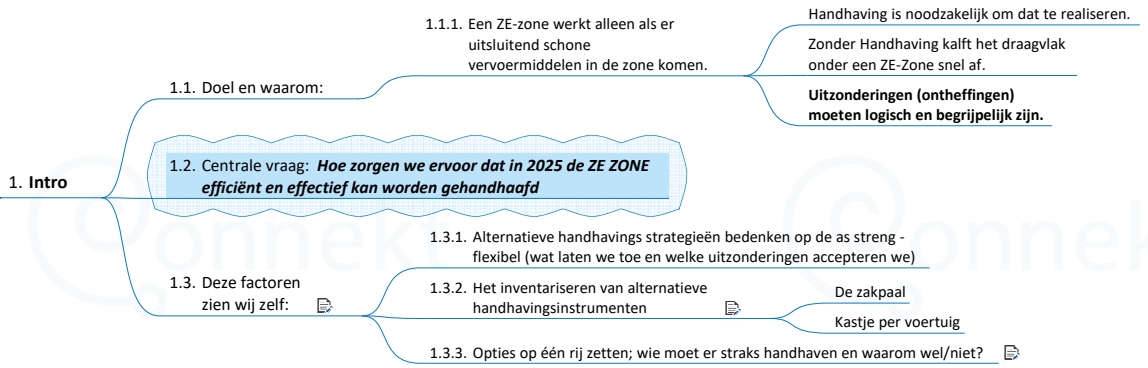 1. Intro
1.1. Doel en waarom:
1.1.1. Een ZE-zone werkt alleen als er
uitsluitend schone
vervoermiddelen in de zone komen.
Handhaving is noodzakelijk om dat te realiseren.
Zonder Handhaving kalft het draagvlak
onder een ZE-Zone snel af.
Uitzonderingen (ontheffingen)
moeten logisch en begrijpelijk zijn.
1.2. Centrale vraag: Hoe zorgen we ervoor dat in 2025 de ZE ZONE
efficiënt en effectief kan worden gehandhaafd
1.3. Deze factoren
zien wij zelf:
1.3.1. Alternatieve handhavings strategieën bedenken op de as streng -
flexibel (wat laten we toe en welke uitzonderingen accepteren we)
1.3.2. Het inventariseren van alternatieve
handhavingsinstrumenten
De zakpaal
Kastje per voertuig
1.3.3. Opties op één rij zetten; wie moet er straks handhaven en waarom wel/niet?
Connekt
Connek